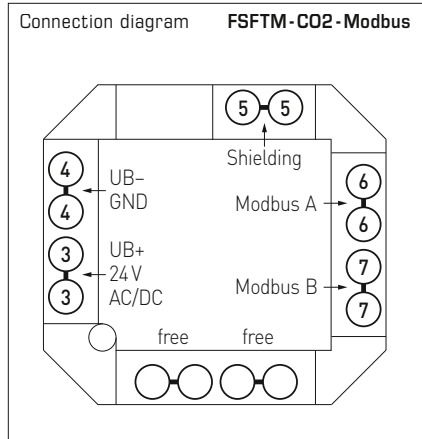 Connection diagram FSFTM-CO2-Modbus
5 5
Shielding
4
UB–
GND
4
6
Modbus A
6
3
UB+
24 V
AC/DC
3
7
Modbus B
7
free free